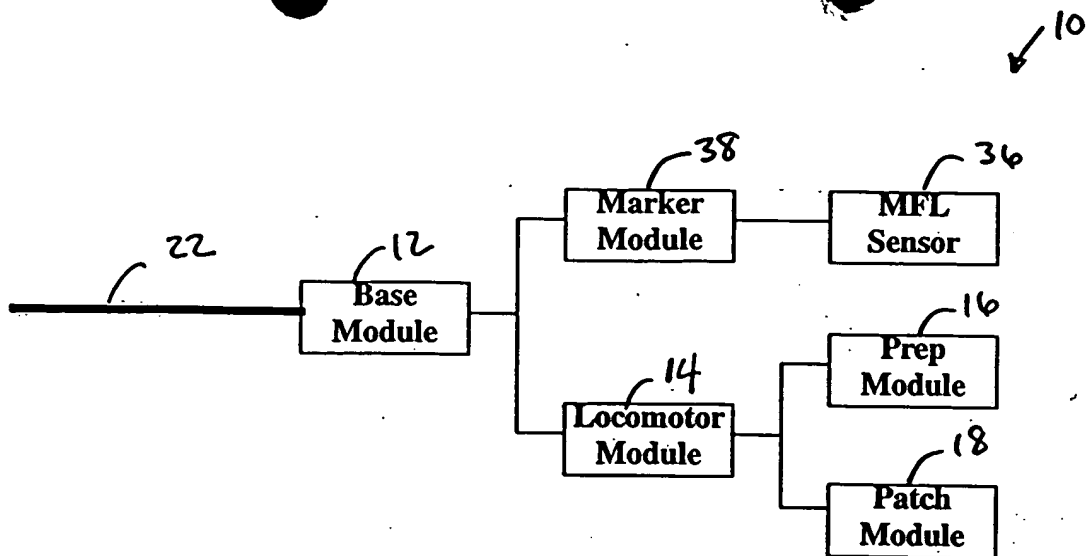 10
38
Marker
Module
36
MFL
Sensor
22
12
Base
Module
16
Prep
Module
14
Locomotor
Module
18
Patch
Module